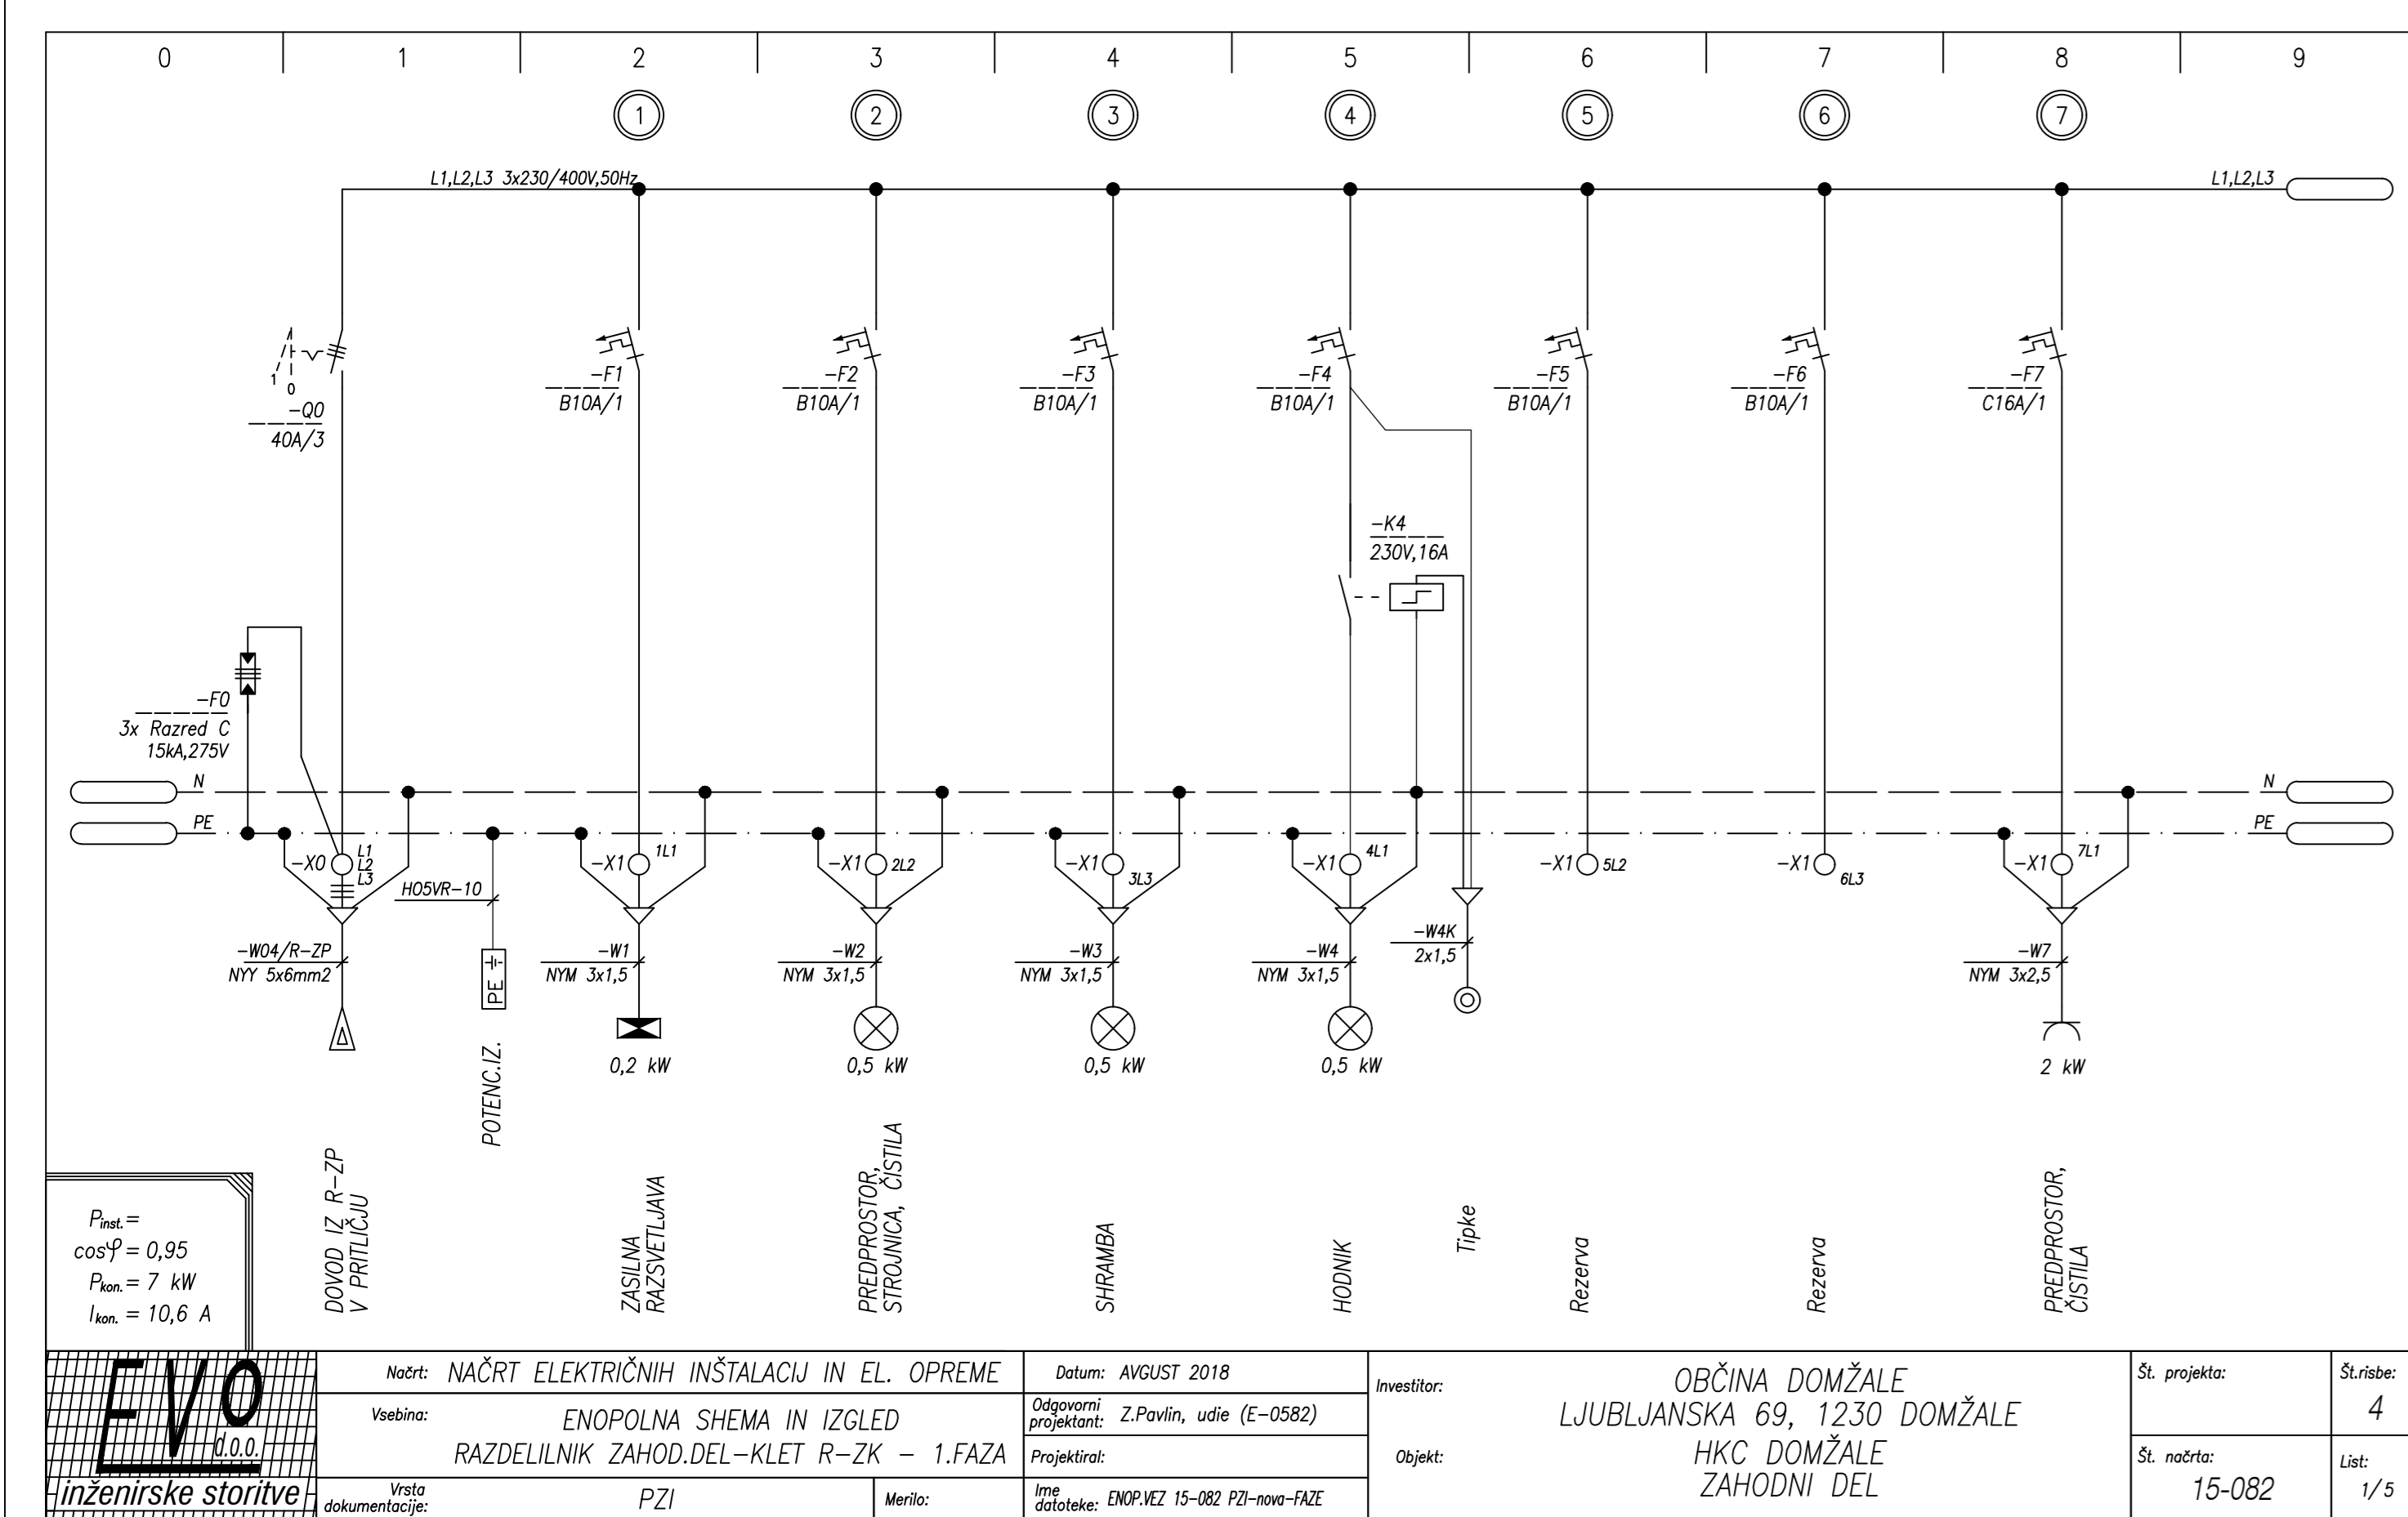 0 1 2 3 4 5 6 7 8 9
1 2 3 4 5 6 7
L1,L2,L3 3x230/400V,50Hz
L1,L2,L3
1 0
-Q0
40A/3
-F1
B10A/1
-F2
B10A/1
-F3
B10A/1
-F4
B10A/1
-F5
B10A/1
-F6
B10A/1
-F7
C16A/1
-K4
230V,16A
-F0
3x Razred C
15kA,275V
N
N
PE
PE
-X0
L1
L2
L3
H05VR-10
-X1 1L1
-X1 2L2
-X1 3L3
-X1 4L1
-X1 5L2
-X1 6L3
-X1 7L1
-W04/R-ZP
NYY 5x6mm2
PE
-W1
NYM 3x1,5
-W2
NYM 3x1,5
-W3
NYM 3x1,5
-W4
NYM 3x1,5
-W4K
2x1,5
-W7
NYM 3x2,5
0,2 kW
0,5 kW
0,5 kW
0,5 kW
2 kW
DOVOD IZ R-ZP
V PRITLIČJU
POTENC.IZ.
ZASILNA
RAZSVETLJAVA
PREDPROSTOR,
STROJNICA, ČISTILA
SHRAMBA
HODNIK
Tipke
Rezerva
Rezerva
PREDPROSTOR,
ČISTILA
Pinst.=
cosφ = 0,95
Pkon.= 7 kW
Ikon. = 10,6 A
EVO
d.o.o.
inženirske storitve
Načrt: NAČRT ELEKTRIČNIH INŠTALACIJ IN EL. OPREME
Vsebina: ENOPOLNA SHEMA IN IZGLED
RAZDELILNIK ZAHOD.DEL-KLET R-ZK - 1.FAZA
Vrsta
dokumentacije: PZI
Merilo:
Datum: AVGUST 2018
Odgovorni
projektant: Z.Pavlin, udie (E-0582)
Projektiral:
Ime
datoteke: ENOP.VEZ 15-082 PZI-nova-FAZE
Investitor: OBČINA DOMŽALE
LJUBLJANSKA 69, 1230 DOMŽALE
Objekt: HKC DOMŽALE
ZAHODNI DEL
Št. projekta:
Št. načrta:
15-082
Št.risbe:
4
List:
1/5